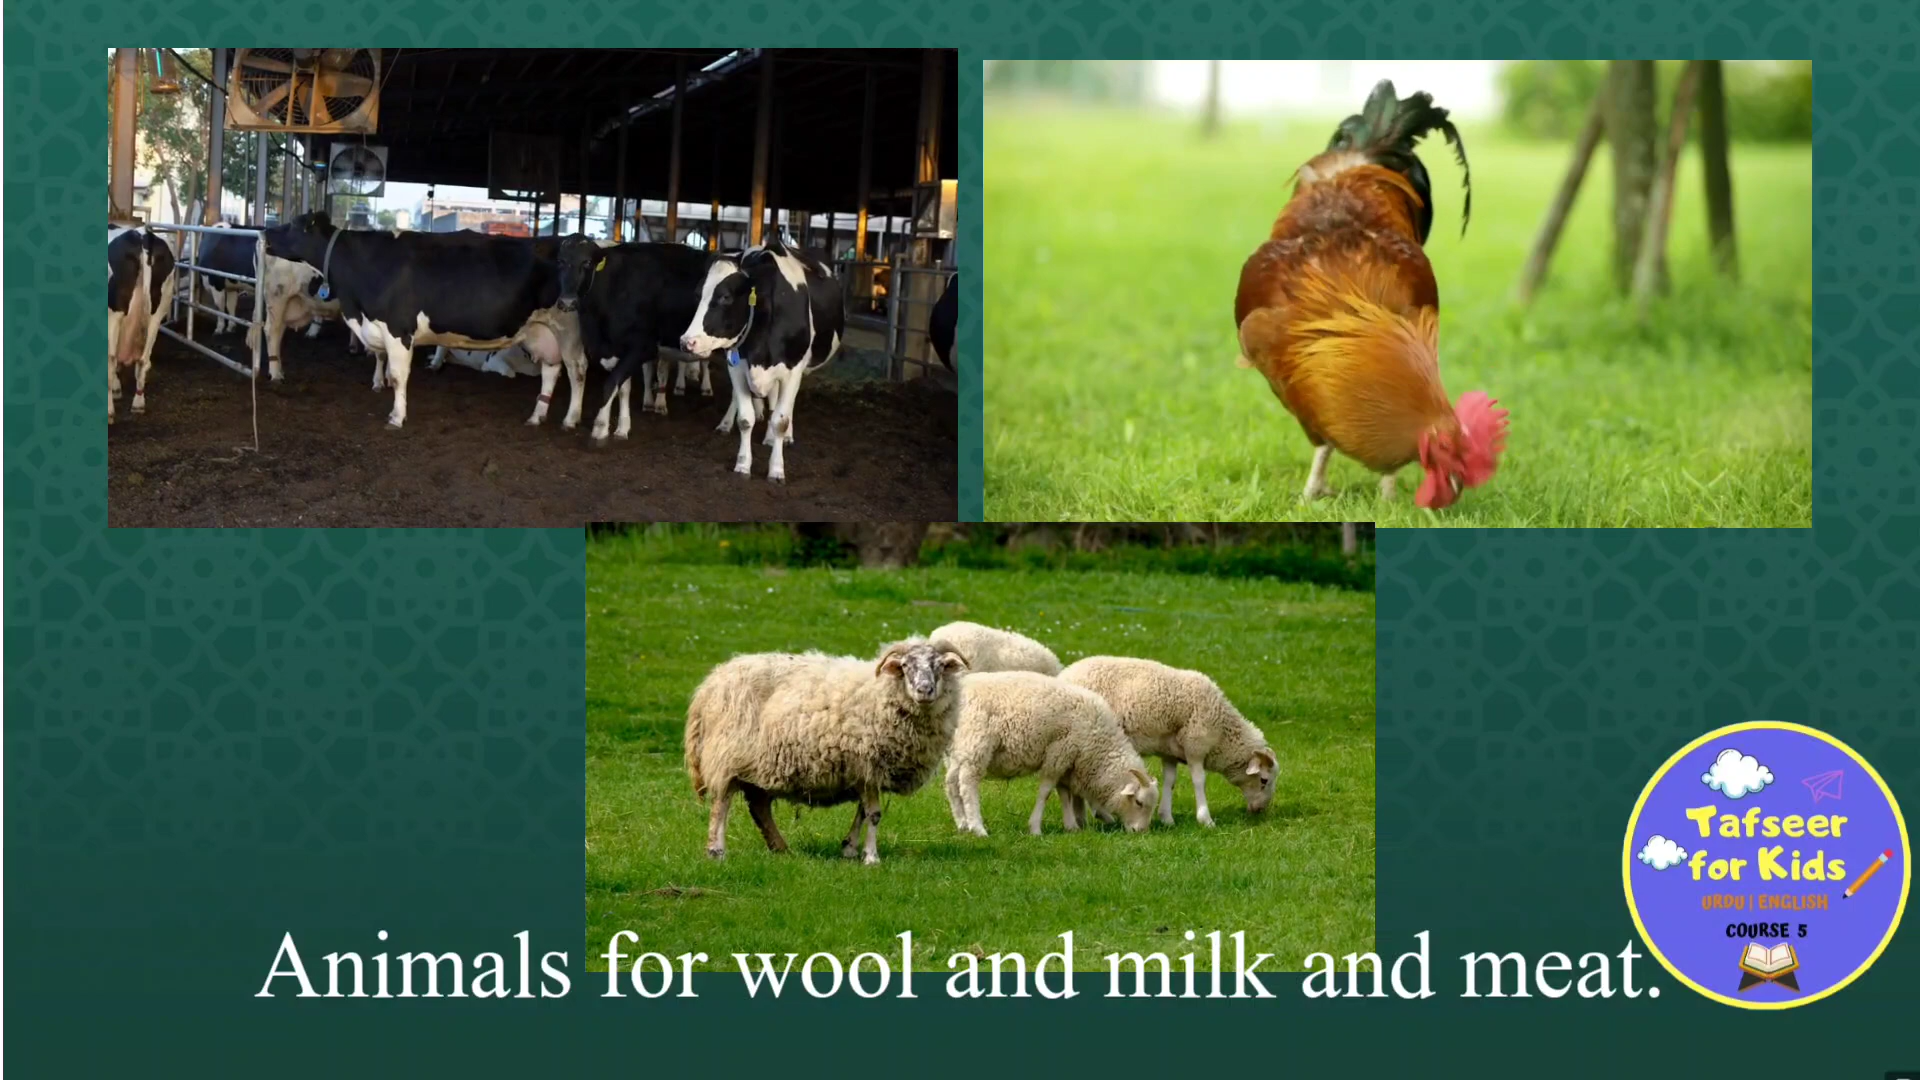 Animals for wool and milk and meat.
Tafseer
for Kids
URDU | ENGLISH
COURSE 5